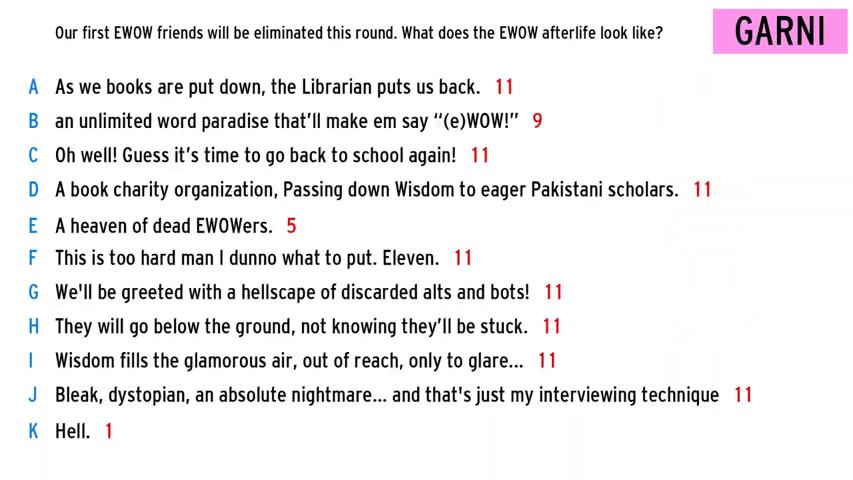 Our first EWOW friends will be eliminated this round. What does the EWOW afterlife look like?
GARNI
A As we books are put down, the Librarian puts us back. 11
B an unlimited word paradise that'll make em say “(e)WOW!” 9
C Oh well! Guess it’s time to go back to school again! 11
D A book charity organization, Passing down Wisdom to eager Pakistani scholars. 11
E A heaven of dead EWOWers. 5
F This is too hard man I dunno what to put. Eleven. 11
G We'll be greeted with a hellscape of discarded alts and bots! 11
H They will go below the ground, not knowing they’ll be stuck. 11
I Wisdom fills the glamorous air, out of reach, only to glare... 11
J Bleak, dystopian, an absolute nightmare... and that's just my interviewing technique 11
K Hell. 1